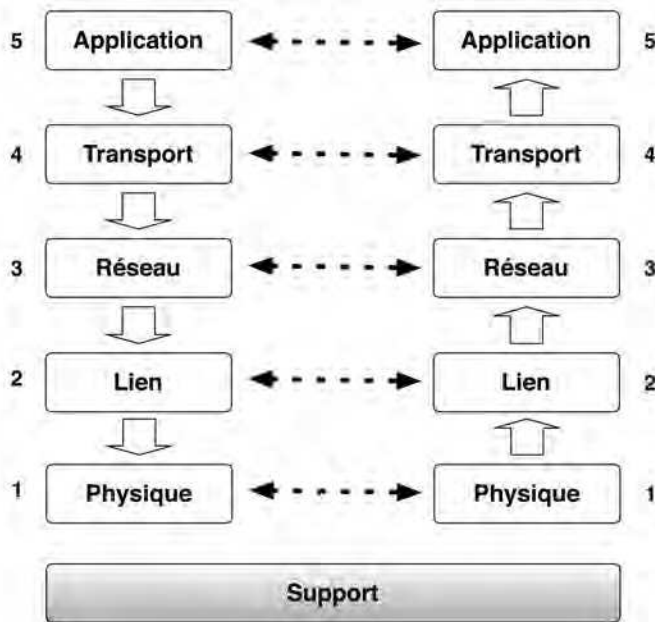 5 Application Application 5
4 Transport Transport 4
3 Réseau Réseau 3
2 Lien Lien 2
1 Physique Physique 1
Support